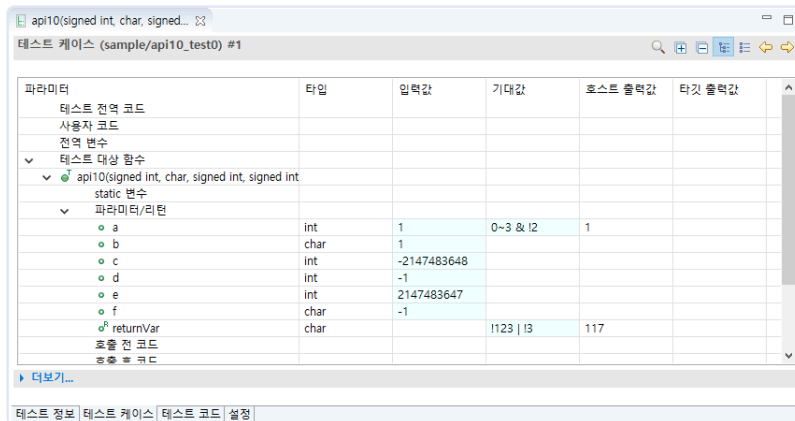 api10(signed int, char, signed...
테스트 케이스 (sample/api10_test0) #1
파라미터 타입 입력값 기대값 호스트 출력값 타깃 출력값
테스트 전역 코드
사용자 코드
전역 변수
테스트 대상 함수
api10(signed int, char, signed int, signed int
static 변수
파라미터/리턴
a int 1 0~3 & !2 1
b char 1
c int -2147483648
d int -1
e int 2147483647
f char -1
returnVar char !123 | !3 117
호출 전 코드
호출 후 코드
더보기...
테스트 정보 테스트 케이스 테스트 코드 설정